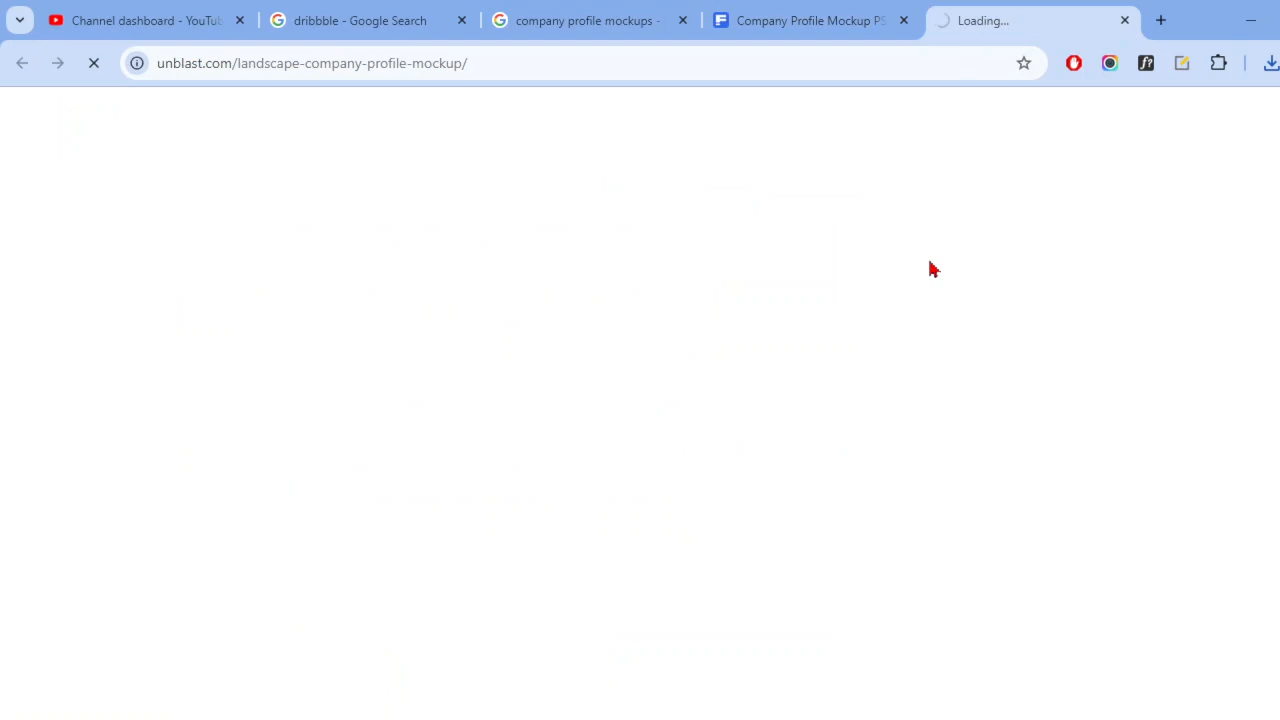 Channel dashboard - YouTub
dribbble - Google Search
company profile mockups -
Company Profile Mockup PS
Loading...
unblast.com/landscape-company-profile-mockup/
f?